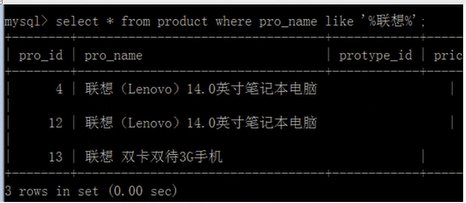 mysql> select * from product where pro_name like '%联想%';
+--------+-----------------------------------+-------------+------
| pro_id | pro_name | protype_id | pric
+--------+-----------------------------------+-------------+------
| 4 | 联想（Lenovo）14.0英寸笔记本电脑 |
| 12 | 联想（Lenovo）14.0英寸笔记本电脑 |
| 13 | 联想 双卡双待3G手机 |
+--------+-----------------------------------+-------------+------
3 rows in set (0.00 sec)